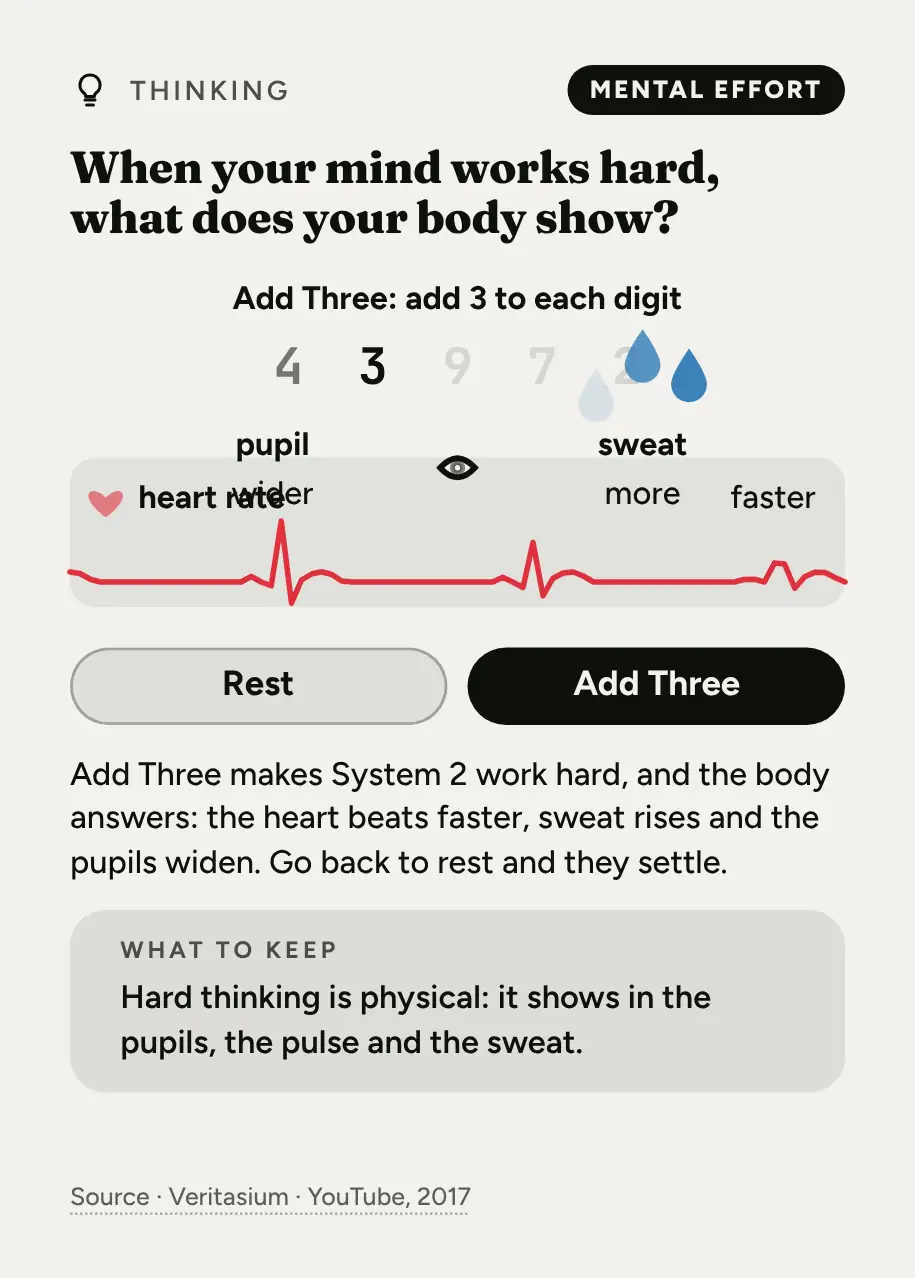 THINKING
MENTAL EFFORT
When your mind works hard,
what does your body show?
Add Three: add 3 to each digit
4 3 9 7 2
pupil
sweat
heart rate
wider
more
faster
Rest
Add Three
Add Three makes System 2 work hard, and the body
answers: the heart beats faster, sweat rises and the
pupils widen. Go back to rest and they settle.
WHAT TO KEEP
Hard thinking is physical: it shows in the
pupils, the pulse and the sweat.
Source · Veritasium · YouTube, 2017